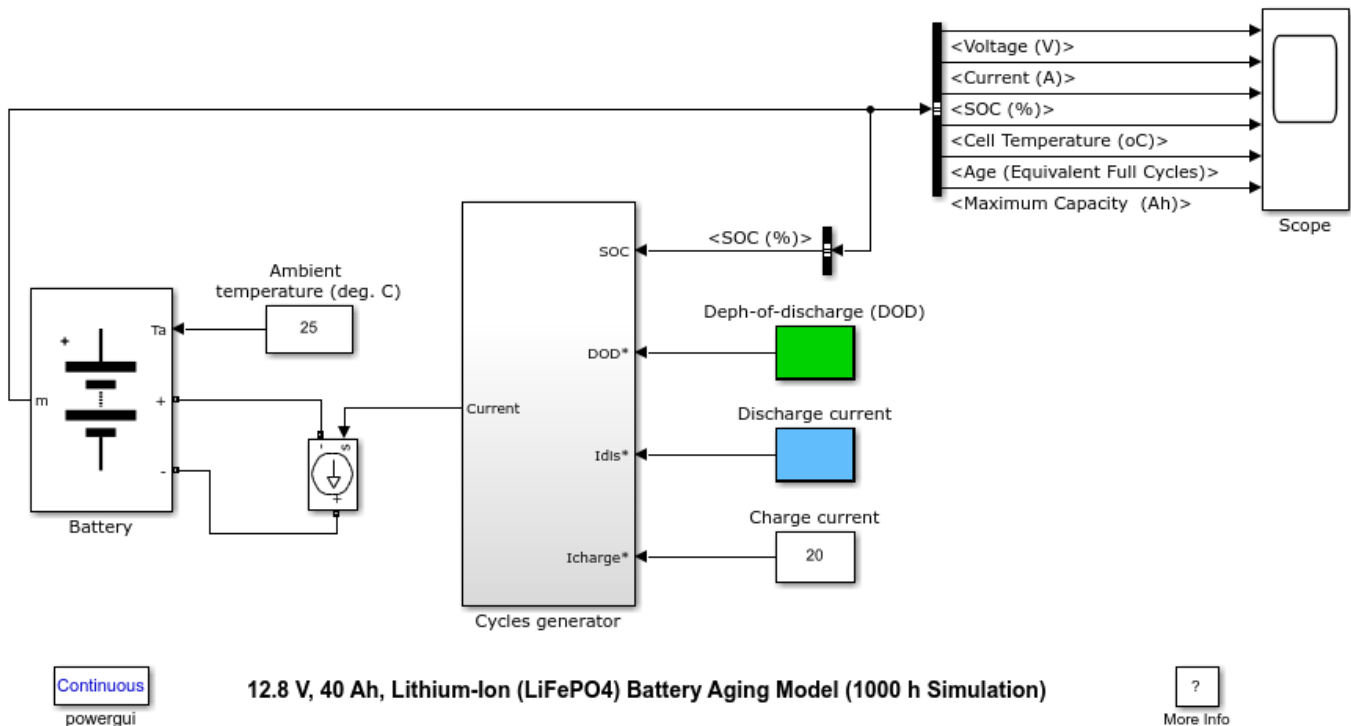 <Voltage (V)>
<Current (A)>
<SOC (%)>
<Cell Temperature (oC)>
<Age (Equivalent Full Cycles)>
<Maximum Capacity  (Ah)>
Scope
<SOC (%)>
SOC
Ambient
temperature (deg. C)
25
Ta
+
m
+
-
Battery
-
s
+
Current
Deph-of-discharge (DOD)
DOD*
Discharge current
Idis*
Charge current
20
Icharge*
Cycles generator
Continuous
powergui
12.8 V, 40 Ah, Lithium-Ion (LiFePO4) Battery Aging Model (1000 h Simulation)
?
More Info